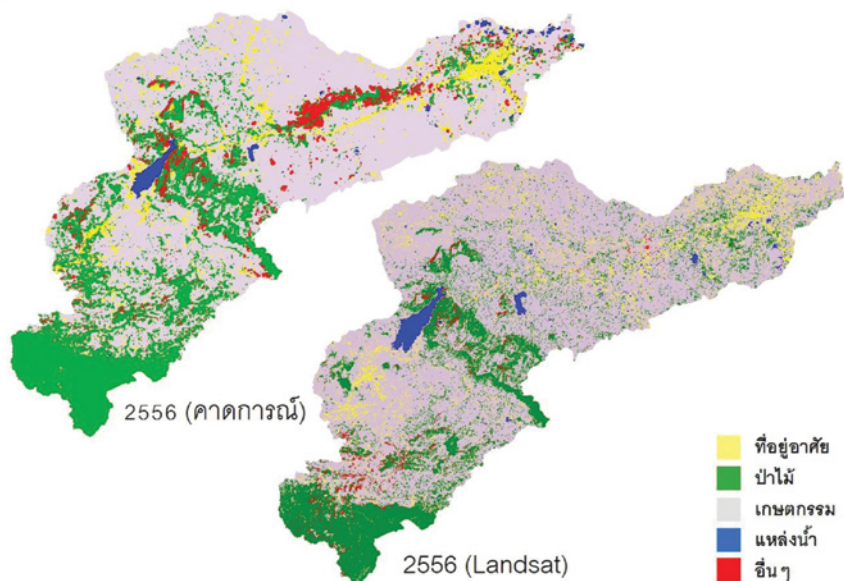 2556 (คาดการณ์)
2556 (Landsat)
ที่อยู่อาศัย
ป่าไม้
เกษตกรรม
แหล่งน้ำ
อื่น ๆ